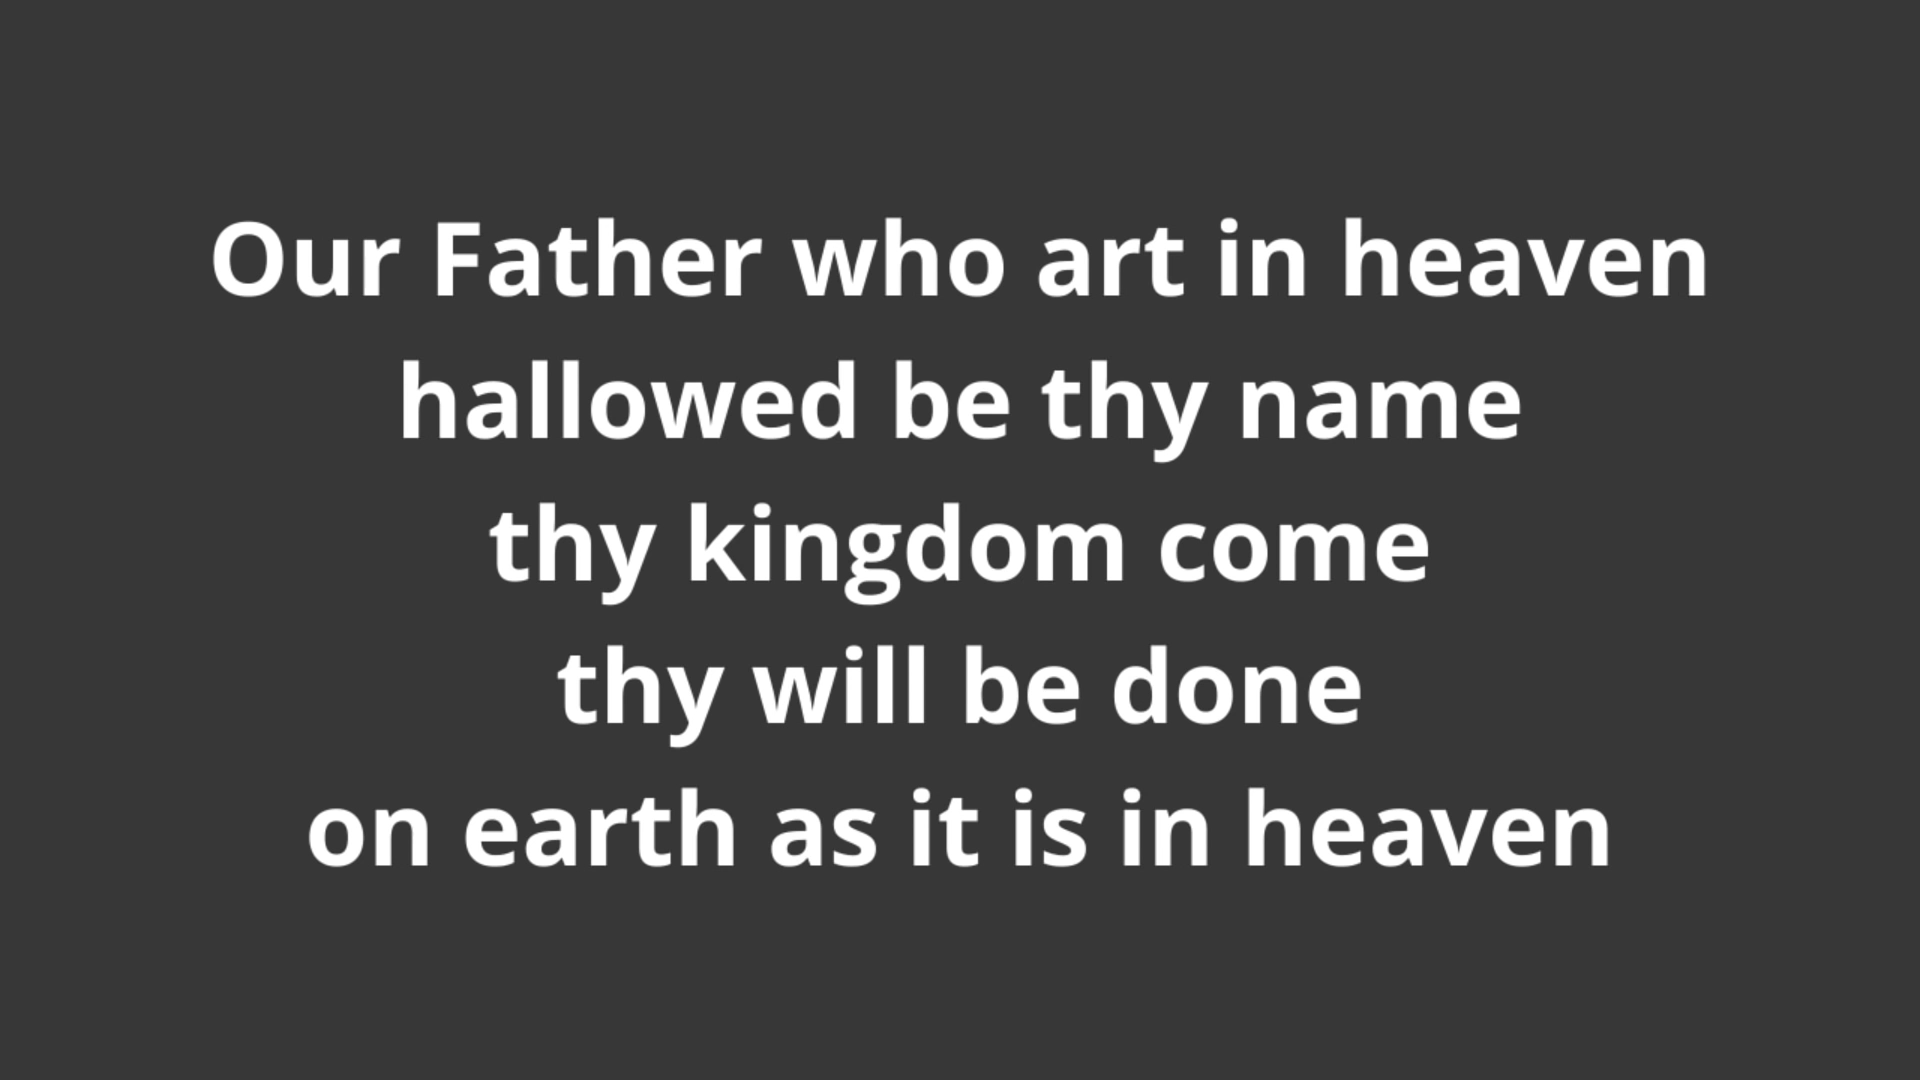 Our Father who art in heaven
hallowed be thy name
thy kingdom come
thy will be done
on earth as it is in heaven